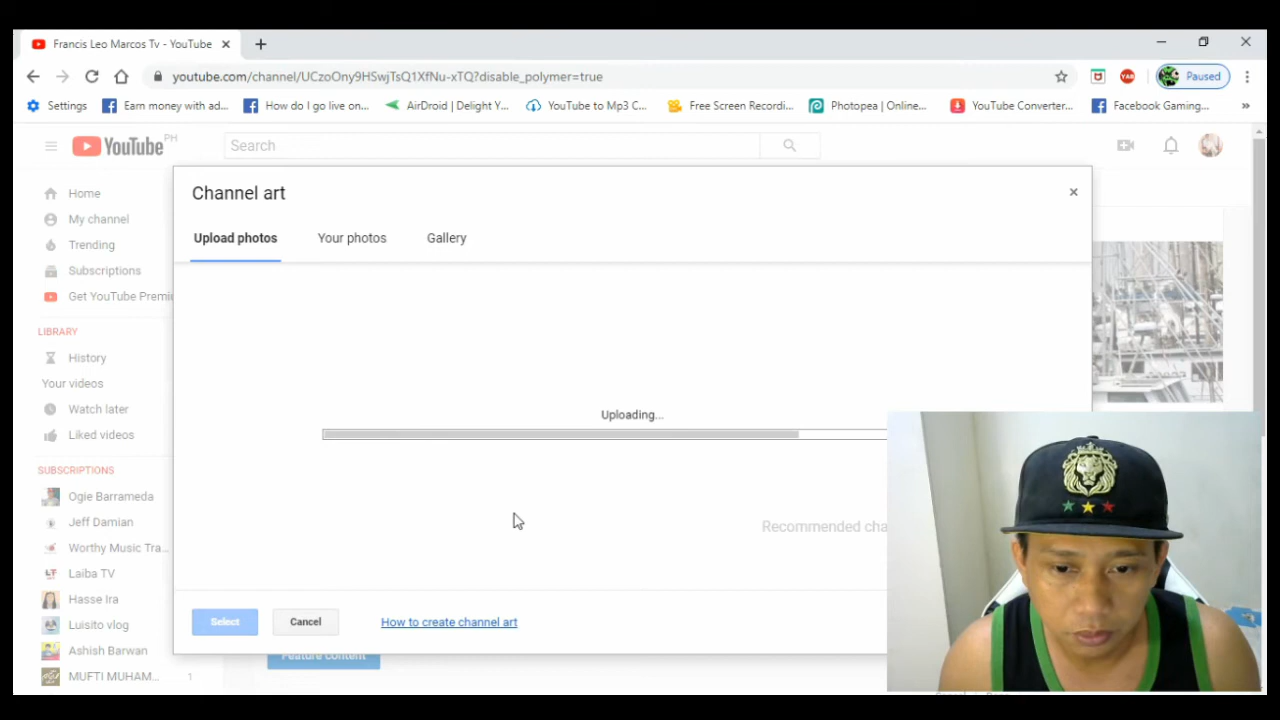 Francis Leo Marcos Tv - YouTube
youtube.com/channel/UCzoOny9HSwjTsQ1XfNu-xTQ?disable_polymer=true
Paused
Settings
Earn money with ad...
How do I go live on...
AirDroid | Delight Y...
YouTube to Mp3 C...
Free Screen Recordi...
Photopea | Online...
YouTube Converter...
Facebook Gaming...
»
YouTube PH
Search
Channel art
Upload photos
Your photos
Gallery
Home
My channel
Trending
Subscriptions
Get YouTube Premi
LIBRARY
History
Your videos
Watch later
Liked videos
SUBSCRIPTIONS
Ogie Barrameda
Jeff Damian
Worthy Music Tra...
Laiba TV
Hasse Ira
Luisito vlog
Ashish Barwan
MUFTI MUHAM... 1
Uploading...
Recommended cha
Select
Cancel
How to create channel art
Feature content